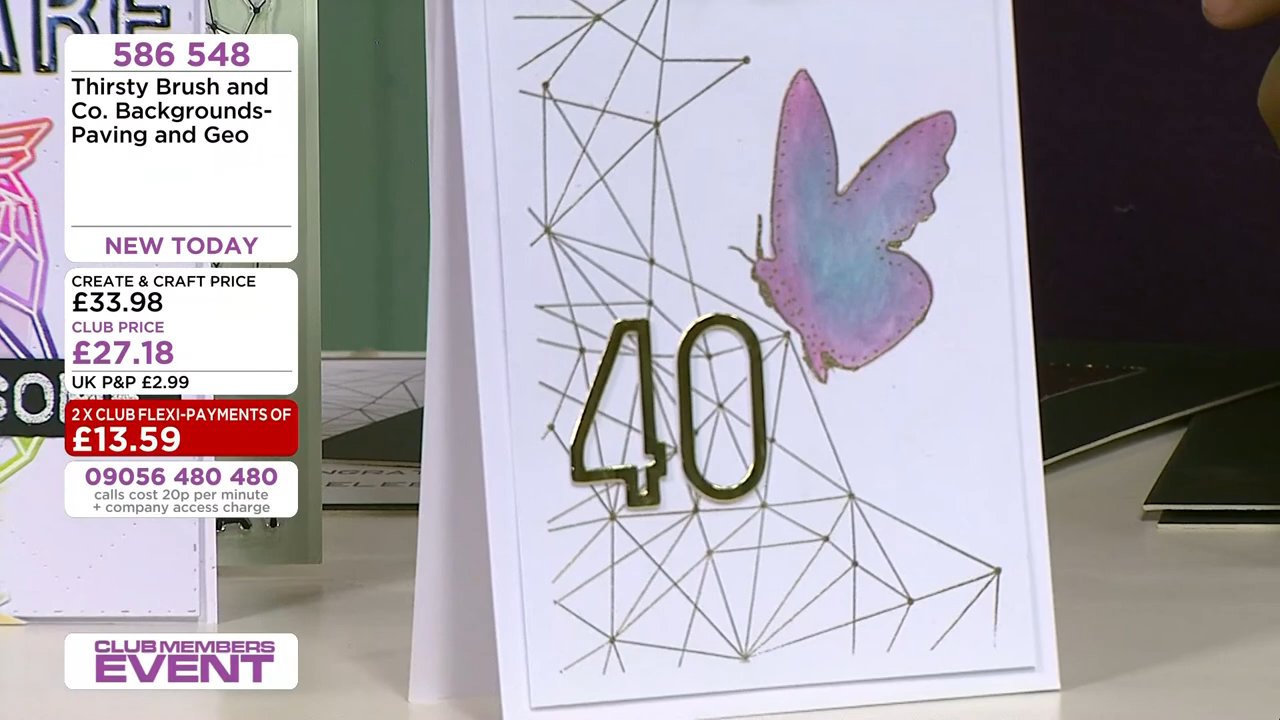 586 548
Thirsty Brush and
Co. Backgrounds-
Paving and Geo
NEW TODAY
CREATE & CRAFT PRICE
£33.98
CLUB PRICE
£27.18
UK P&P £2.99
2 X CLUB FLEXI-PAYMENTS OF
£13.59
09056 480 480
calls cost 20p per minute
+ company access charge
CLUB MEMBERS
EVENT
40